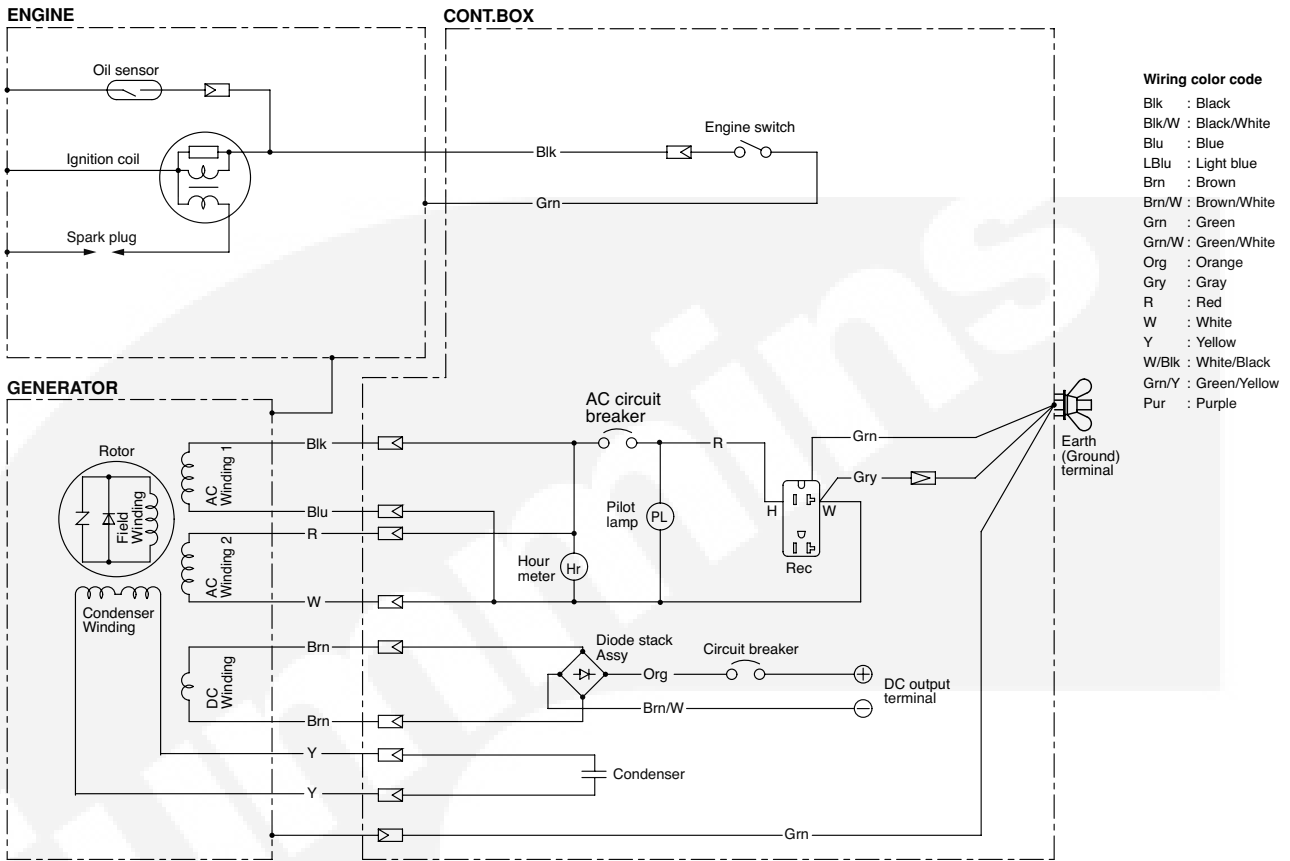 ENGINE
CONT.BOX
Oil sensor
Ignition coil
Spark plug
Blk
Engine switch
Grn
Wiring color code
Blk : Black
Blk/W : Black/White
Blu : Blue
LBlu : Light blue
Brn : Brown
Brn/W : Brown/White
Grn : Green
Grn/W : Green/White
Org : Orange
Gry : Gray
R : Red
W : White
Y : Yellow
W/Blk : White/Black
Grn/Y : Green/Yellow
Pur : Purple
GENERATOR
Rotor
Field
Winding
AC
Winding 1
AC
Winding 2
Condenser
Winding
DC
Winding
Blk
Blu
R
W
Brn
Brn
Y
Y
AC circuit
breaker
R
Pilot
lamp
PL
Hour
meter
Hr
H
W
Rec
Grn
Gry
Earth
(Ground)
terminal
Diode stack
Assy
Circuit breaker
Org
Brn/W
+
−
DC output
terminal
Condenser
Grn
ummins